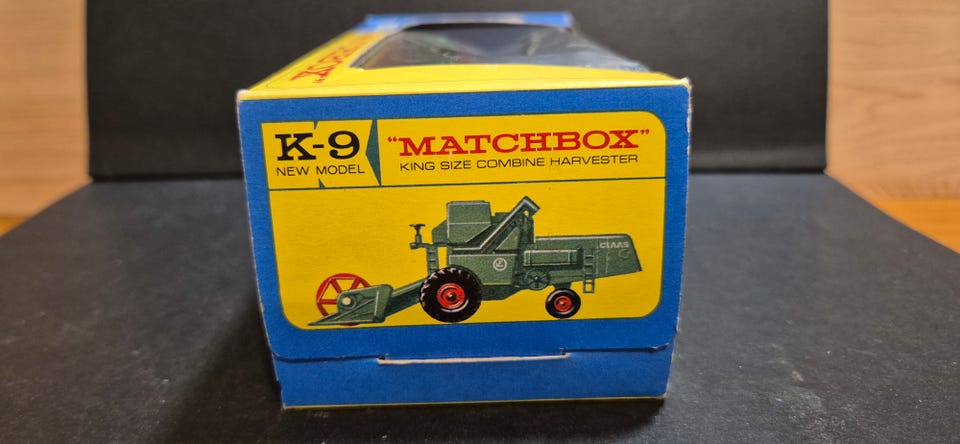 K-9
NEW MODEL
"MATCHBOX"
KING SIZE COMBINE HARVESTER
CLAAS